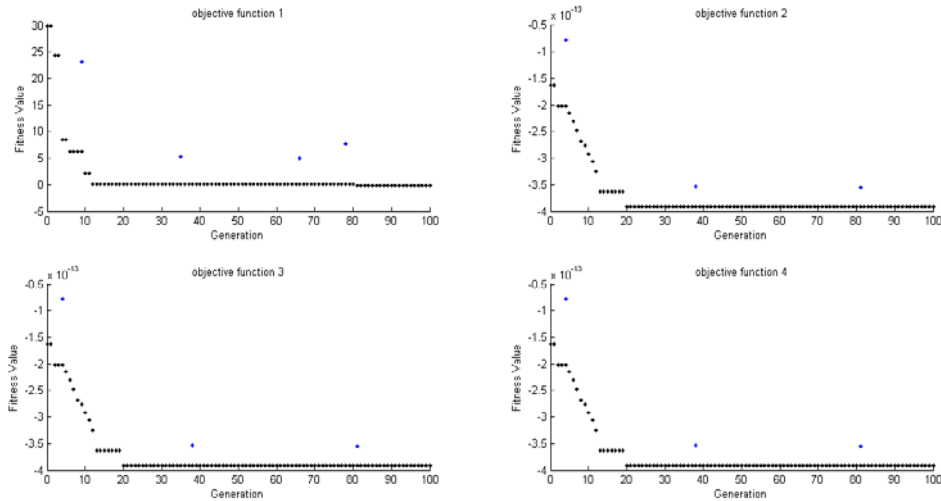 objective function 1
30
25
20
15
10
5
0
-5
Fitness Value
0 10 20 30 40 50 60 70 80 90 100
Generation
objective function 2
x 10^-13
-0.5
-1
-1.5
-2
-2.5
-3
-3.5
-4
Fitness Value
0 10 20 30 40 50 60 70 80 90 100
Generation
objective function 3
x 10^-13
-0.5
-1
-1.5
-2
-2.5
-3
-3.5
-4
Fitness Value
0 10 20 30 40 50 60 70 80 90 100
Generation
objective function 4
x 10^-13
-0.5
-1
-1.5
-2
-2.5
-3
-3.5
-4
Fitness Value
0 10 20 30 40 50 60 70 80 90 100
Generation